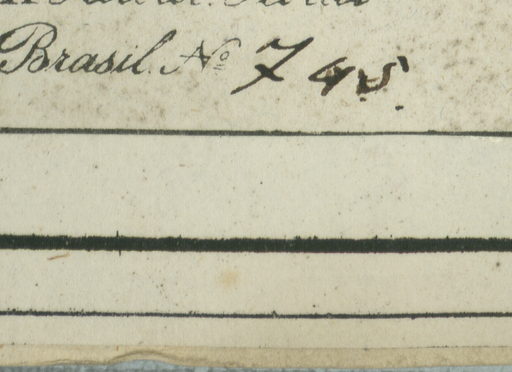 Brasil. Nº 745.